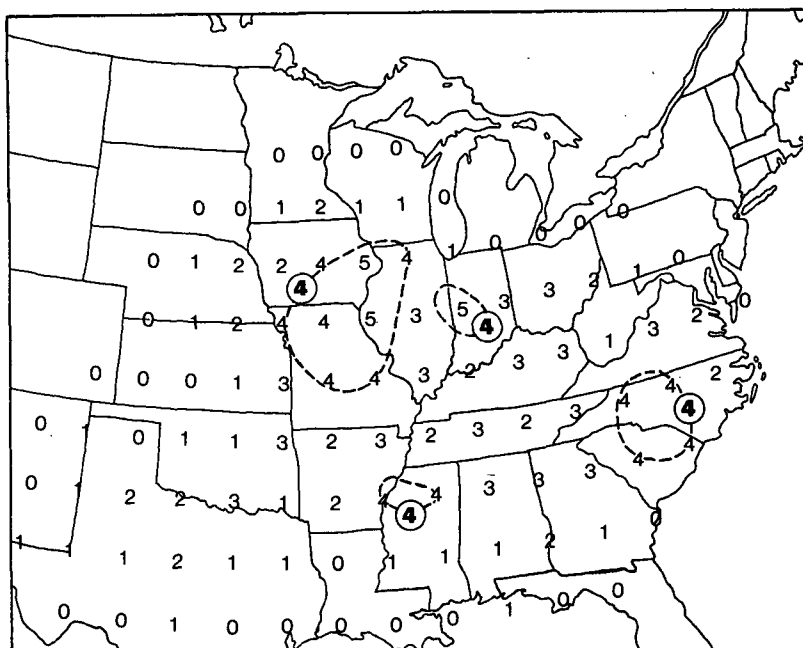 0 0 0 0
0 0 1 2 1 1 0
1 0 0 0 0
0 1 2 2 4 5 4
4 5 3 3 2 1 0
0 1 2 4 4 5 3 4 1 3 2 0
0 0 0 1 3 4 4 3 2 3 3
4 4 2
0 1 0 1 1 3 2 3 2 3 2 3 4
4 4
0 1 2 2 3 1 2 4 4 3 3 3
4 0
1 1 1 2 1 1 0 1 1 1 2 1
0 0 1 0 0 0 0 0 1 0 0